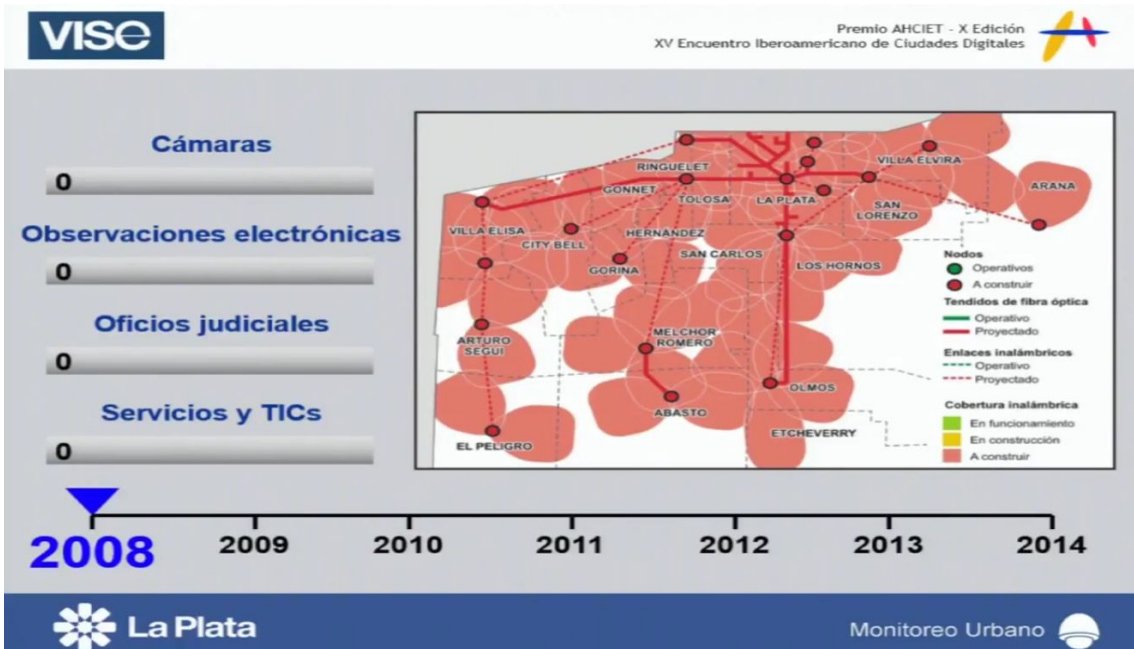 VISe
Premio AHCIET - X Edición
XV Encuentro Iberoamericano de Ciudades Digitales
Cámaras
0
Observaciones electrónicas
0
Oficios judiciales
0
Servicios y TICs
0
RINGUELET
VILLA ELVIRA
GONNET
TOLOSA
LA PLATA
ARANA
SAN
LORENZO
VILLA ELISA
CITY BELL
HERNÁNDEZ
SAN CARLOS
GORINA
LOS HORNOS
ARTURO
SEGUI
MELCHOR
ROMERO
OLMOS
ABASTO
ETCHEVERRY
EL PELIGRO
Nodos
Operativos
A construir
Tendidos de fibra óptica
Operativo
Proyectado
Enlaces inalámbricos
Operativo
Proyectado
Cobertura inalámbrica
En funcionamiento
En construcción
A construir
2008
2009
2010
2011
2012
2013
2014
La Plata
Monitoreo Urbano